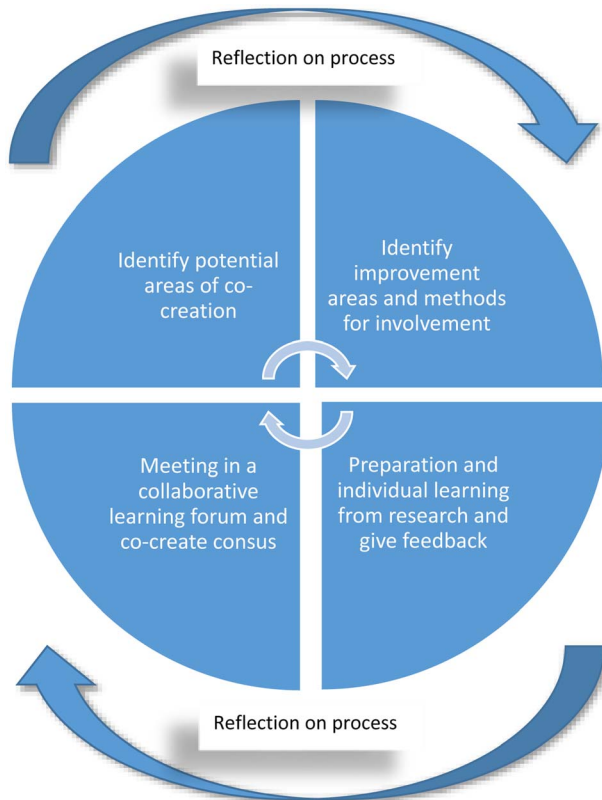 Reflection on process
Identify potential
areas of co-
creation
Identify
improvement
areas and methods
for involvement
Meeting in a
collaborative
learning forum and
co-create consus
Preparation and
individual learning
from research and
give feedback
Reflection on process